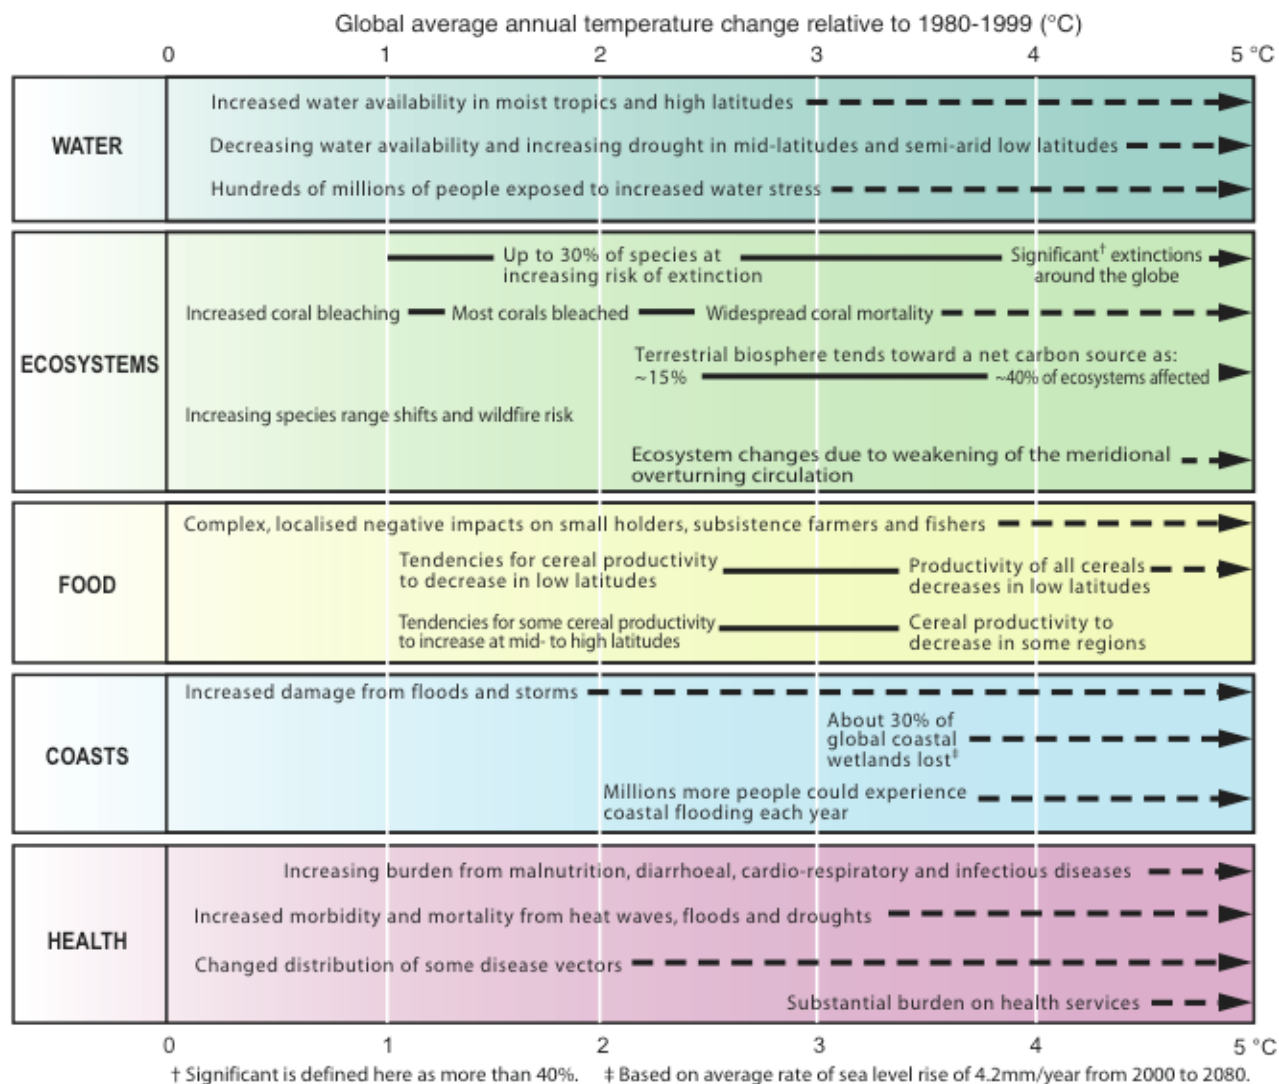 Global average annual temperature change relative to 1980-1999 (°C)
0 1 2 3 4 5 °C
WATER
Increased water availability in moist tropics and high latitudes
Decreasing water availability and increasing drought in mid-latitudes and semi-arid low latitudes
Hundreds of millions of people exposed to increased water stress
ECOSYSTEMS
Up to 30% of species at
increasing risk of extinction
Significant† extinctions
around the globe
Increased coral bleaching Most corals bleached Widespread coral mortality
Terrestrial biosphere tends toward a net carbon source as:
~15% ~40% of ecosystems affected
Increasing species range shifts and wildfire risk
Ecosystem changes due to weakening of the meridional
overturning circulation
FOOD
Complex, localised negative impacts on small holders, subsistence farmers and fishers
Tendencies for cereal productivity
to decrease in low latitudes
Productivity of all cereals
decreases in low latitudes
Tendencies for some cereal productivity
to increase at mid- to high latitudes
Cereal productivity to
decrease in some regions
COASTS
Increased damage from floods and storms
About 30% of
global coastal
wetlands lost‡
Millions more people could experience
coastal flooding each year
HEALTH
Increasing burden from malnutrition, diarrhoeal, cardio-respiratory and infectious diseases
Increased morbidity and mortality from heat waves, floods and droughts
Changed distribution of some disease vectors
Substantial burden on health services
0 1 2 3 4 5 °C
† Significant is defined here as more than 40%. ‡ Based on average rate of sea level rise of 4.2mm/year from 2000 to 2080.